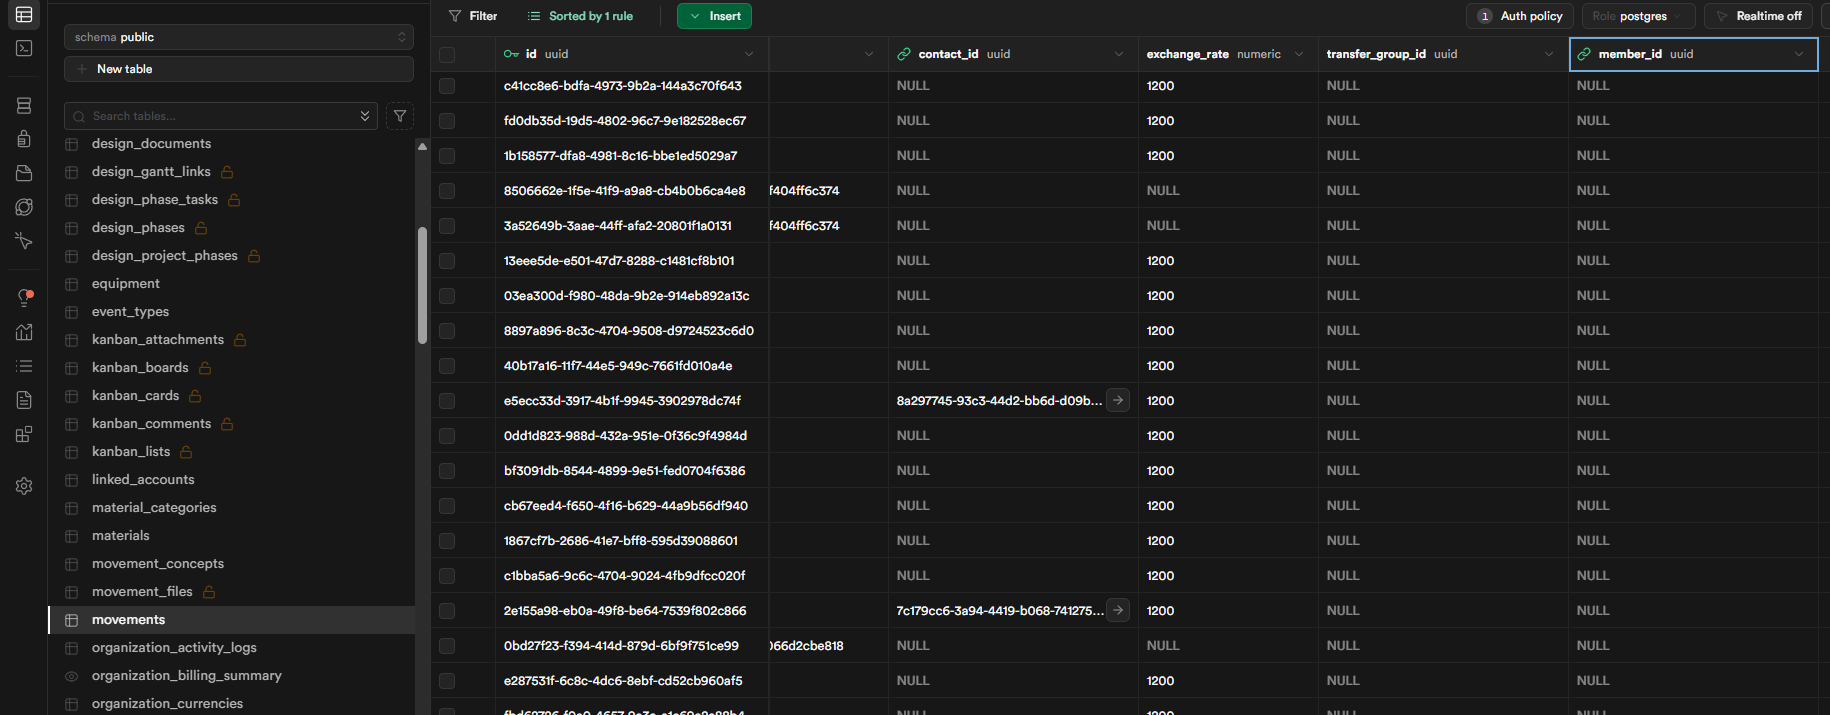 schema public
New table
Search tables...
design_documents
design_gantt_links
design_phase_tasks
design_phases
design_project_phases
equipment
event_types
kanban_attachments
kanban_boards
kanban_cards
kanban_comments
kanban_lists
linked_accounts
material_categories
materials
movement_concepts
movement_files
movements
organization_activity_logs
organization_billing_summary
organization_currencies
Filter Sorted by 1 rule Insert 1 Auth policy Role postgres Realtime off
id uuid contact_id uuid exchange_rate numeric transfer_group_id uuid member_id uuid
c41cc8e6-bdfa-4973-9b2a-144a3c70f643 NULL 1200 NULL NULL
fd0db35d-19d5-4802-96c7-9e182528ec67 NULL 1200 NULL NULL
1b158577-dfa8-4981-8c16-bbe1ed5029a7 NULL 1200 NULL NULL
8506662e-1f5e-41f9-a9a8-cb4b0b6ca4e8 f404ff6c374 NULL NULL NULL NULL
3a52649b-3aae-44ff-afa2-20801f1a0131 f404ff6c374 NULL NULL NULL NULL
13eee5de-e501-47d7-8288-c1481cf8b101 NULL 1200 NULL NULL
03ea300d-f980-48da-9b2e-914eb892a13c NULL 1200 NULL NULL
8897a896-8c3c-4704-9508-d9724523c6d0 NULL 1200 NULL NULL
40b17a16-11f7-44e5-949c-7661fd010a4e NULL 1200 NULL NULL
e5ecc33d-3917-4b1f-9945-3902978dc74f 8a297745-93c3-44d2-bb6d-d09b... 1200 NULL NULL
0dd1d823-988d-432a-951e-0f36c9f4984d NULL 1200 NULL NULL
bf3091db-8544-4899-9e51-fed0704f6386 NULL 1200 NULL NULL
cb67eed4-f650-4f16-b629-44a9b56df940 NULL 1200 NULL NULL
1867cf7b-2686-41e7-bff8-595d39088601 NULL 1200 NULL NULL
c1bba5a6-9c6c-4704-9024-4fb9dfcc020f NULL 1200 NULL NULL
2e155a98-eb0a-49f8-be64-7539f802c866 7c179cc6-3a94-4419-b068-741275... 1200 NULL NULL
0bd27f23-f394-414d-879d-6bf9f751ce99 066d2cbe818 NULL NULL NULL NULL
e287531f-6c8c-4dc6-8ebf-cd52cb960af5 NULL 1200 NULL NULL
NULL 1200 NULL NULL